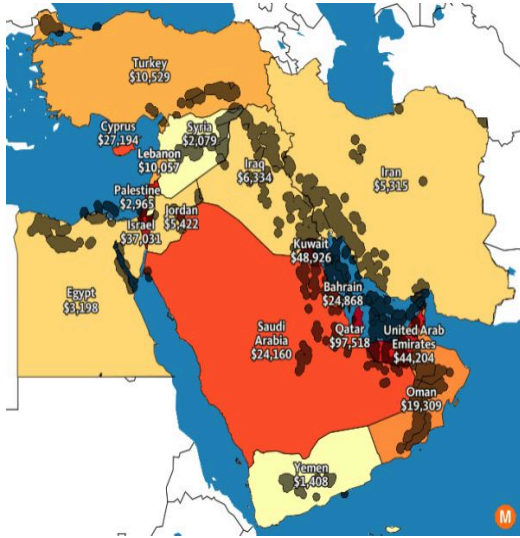 Turkey
$10,529
Cyprus
$27,194
Syria
$2,079
Lebanon
$10,057
Iraq
$6,334
Iran
$5,315
Palestine
$2,965
Israel
$37,031
Jordan
$5,422
Kuwait
$48,926
Egypt
$3,198
Bahrain
$24,868
Saudi
Arabia
$24,160
Qatar
$97,518
United Arab
Emirates
$44,204
Oman
$19,309
Yemen
$1,408
M